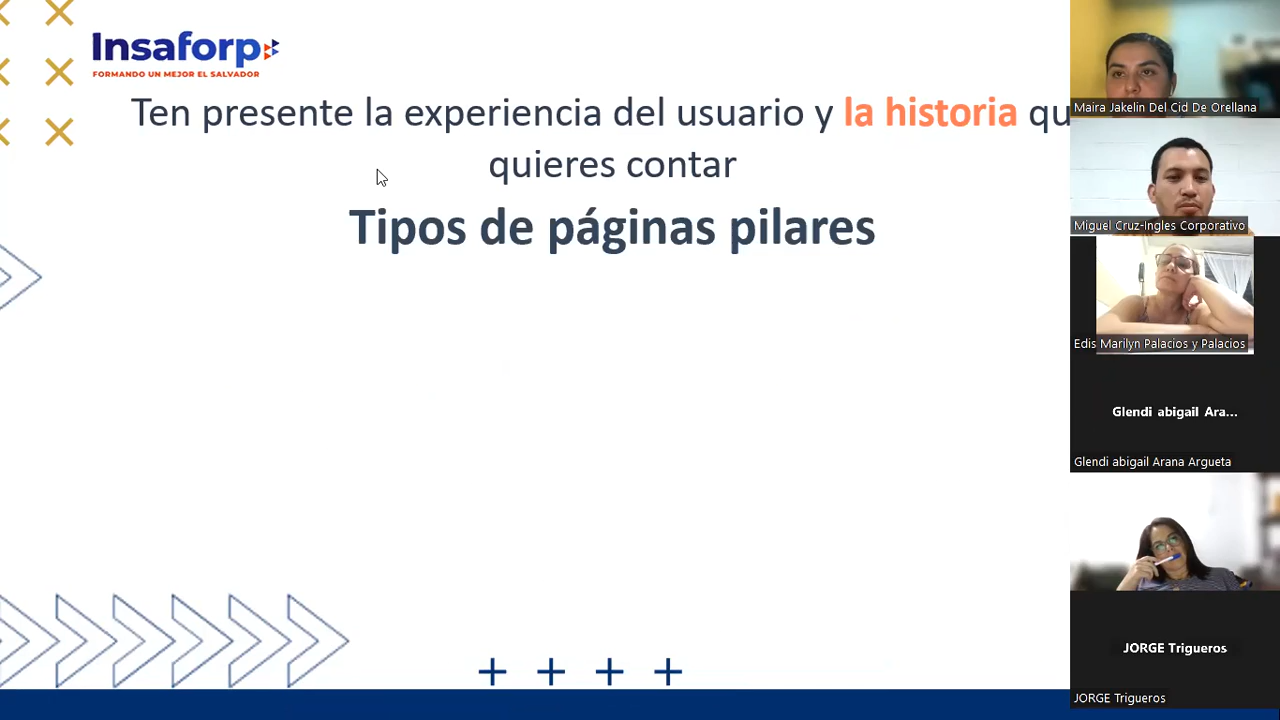 Insaforp
FORMANDO UN MEJOR EL SALVADOR
Ten presente la experiencia del usuario y la historia qu
quieres contar
Tipos de páginas pilares
Maira Jakelin Del Cid De Orellana
Miguel Cruz-Ingles Corporativo
Edis Marilyn Palacios y Palacios
Glendi abigail Ara...
Glendi abigail Arana Argueta
JORGE Trigueros
JORGE Trigueros